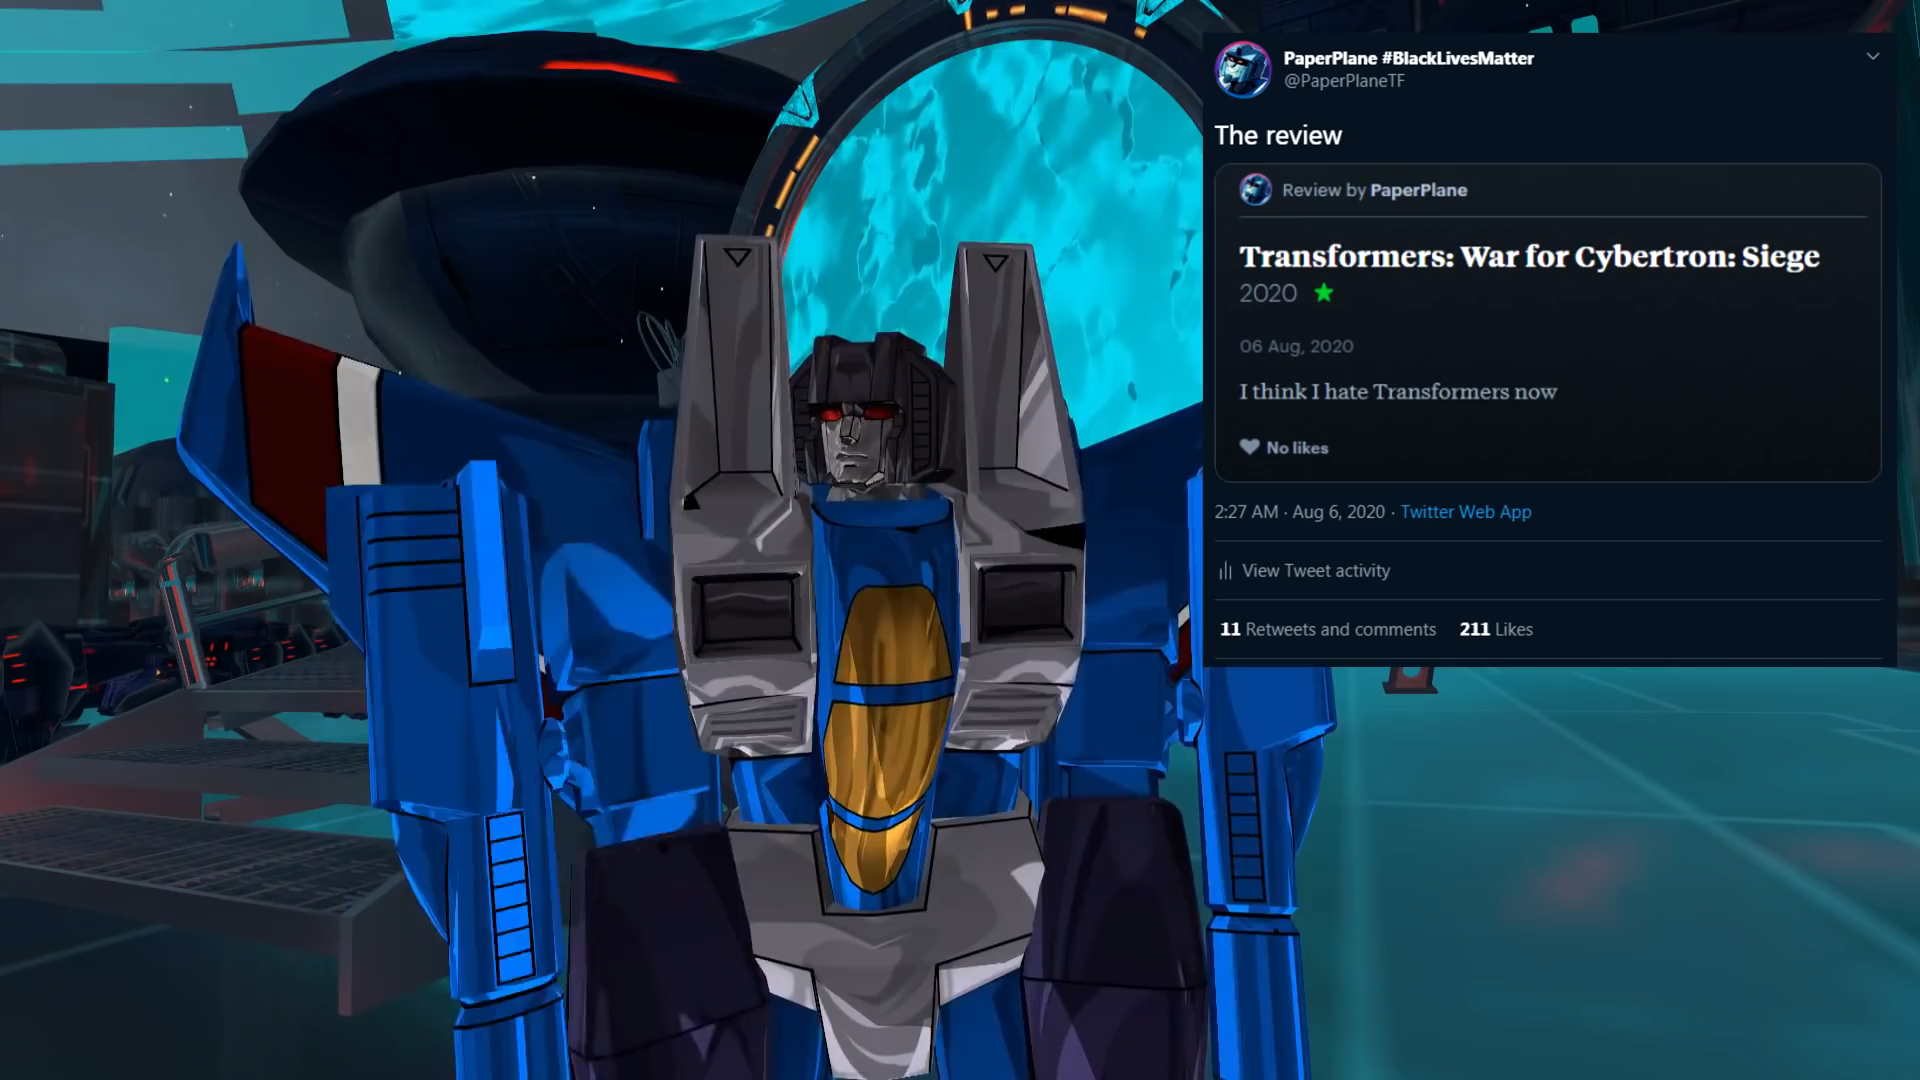 PaperPlane #BlackLivesMatter
@PaperPlaneTF
The review
Review by PaperPlane
Transformers: War for Cybertron: Siege
2020 ★
06 Aug, 2020
I think I hate Transformers now
No likes
2:27 AM · Aug 6, 2020 · Twitter Web App
View Tweet activity
11 Retweets and comments 211 Likes